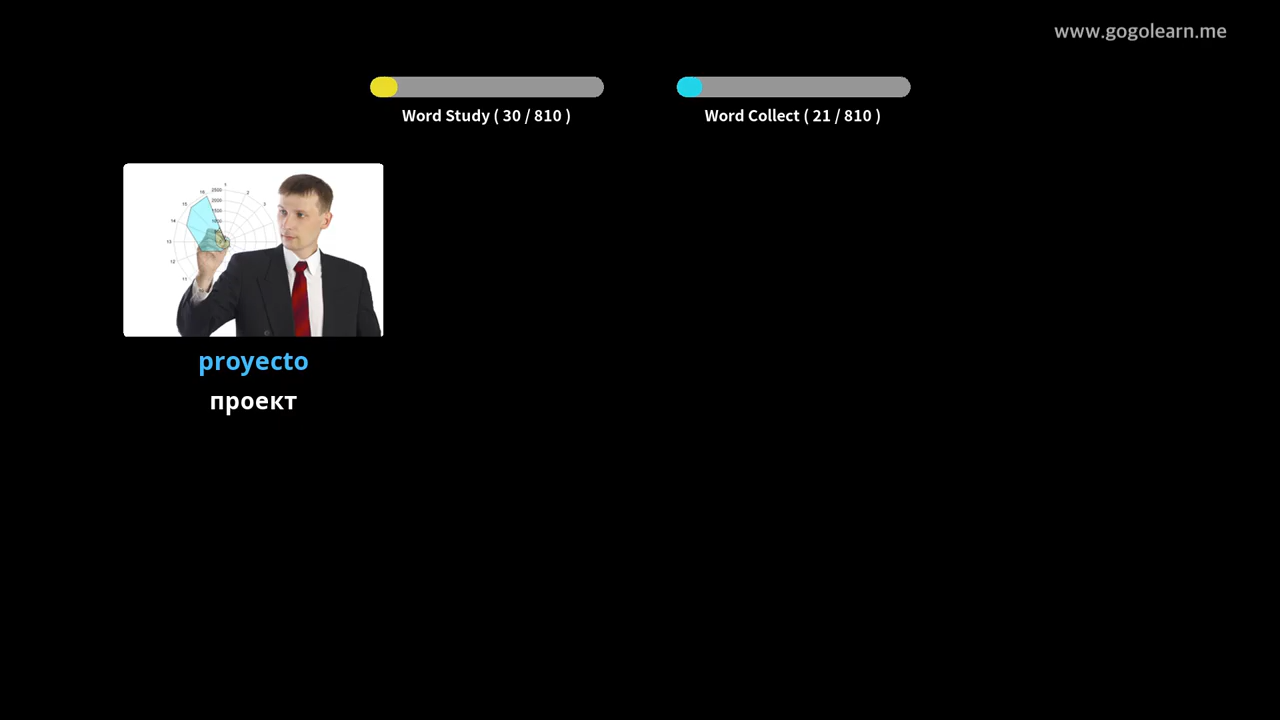 www.gogolearn.me
Word Study ( 30 / 810 )
Word Collect ( 21 / 810 )
proyecto
проект